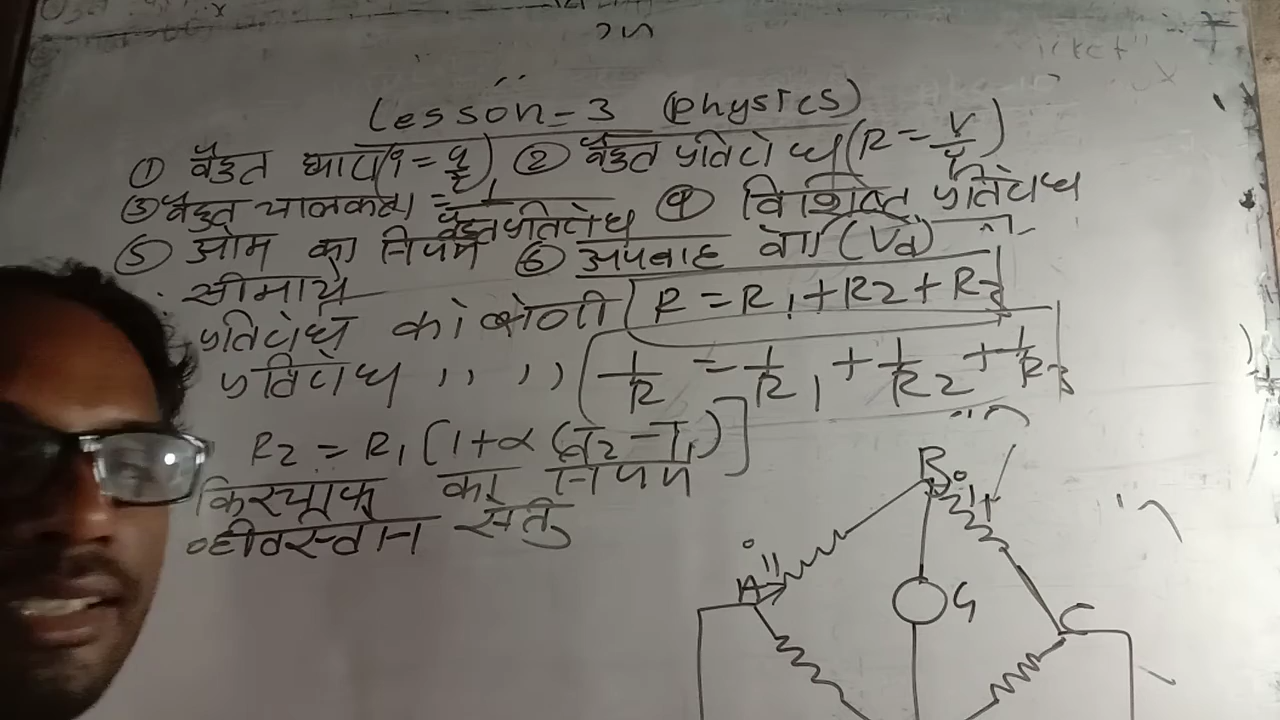 Lesson-3 (Physics)
① वैद्युत धारा (i = q/t) ② वैद्युत प्रतिरोध (R = V/i)
③ वैद्युत चालकता = 1/वैद्युत प्रतिरोध ④ विशिष्ट प्रतिरोध
⑤ ओम का नियम ⑥ अपवाह वेग (Vd)
सीमायें
प्रतिरोध को श्रेणी (R = R1 + R2 + R3
प्रतिरोध ,, ,, (1/R = 1/R1 + 1/R2 + 1/R3
R2 = R1 [1+α (T2 - T1)]
किरचॉफ का नियम
व्हीटस्टोन सेतु
B
A
G
C